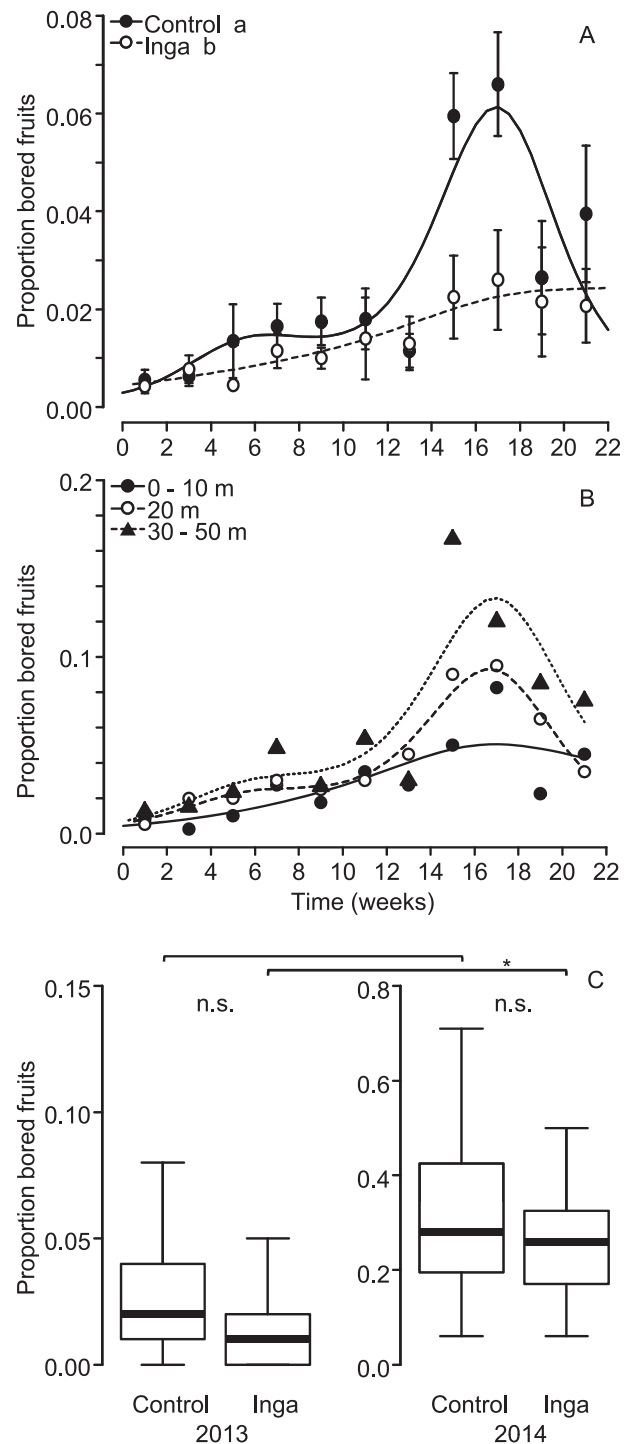 Control a
Inga b
A
Proportion bored fruits
0.08
0.06
0.04
0.02
0.00
0 2 4 6 8 10 12 14 16 18 20 22
0 - 10 m
20 m
30 - 50 m
B
Proportion bored fruits
0.2
0.1
0.0
0 2 4 6 8 10 12 14 16 18 20 22
Time (weeks)
*
C
Proportion bored fruits
0.15
0.10
0.05
0.00
n.s.
0.8
0.6
0.4
0.2
0.0
n.s.
Control Inga
2013
Control Inga
2014